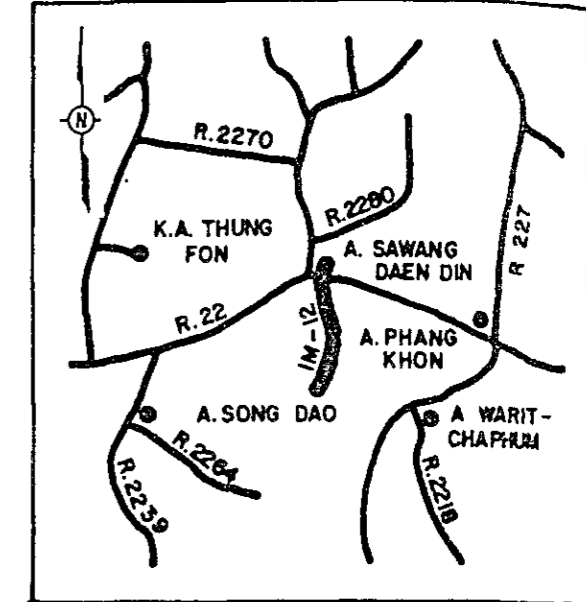 N
R.2270
R.2280
K.A. THUNG
FON
A. SAWANG
DAEN DIN
R 227
R.22
IM-12
A. PHANG
KHON
A. SONG DAO
A WARIT-
CHAPHUM
R.2264
R.2239
R.2218